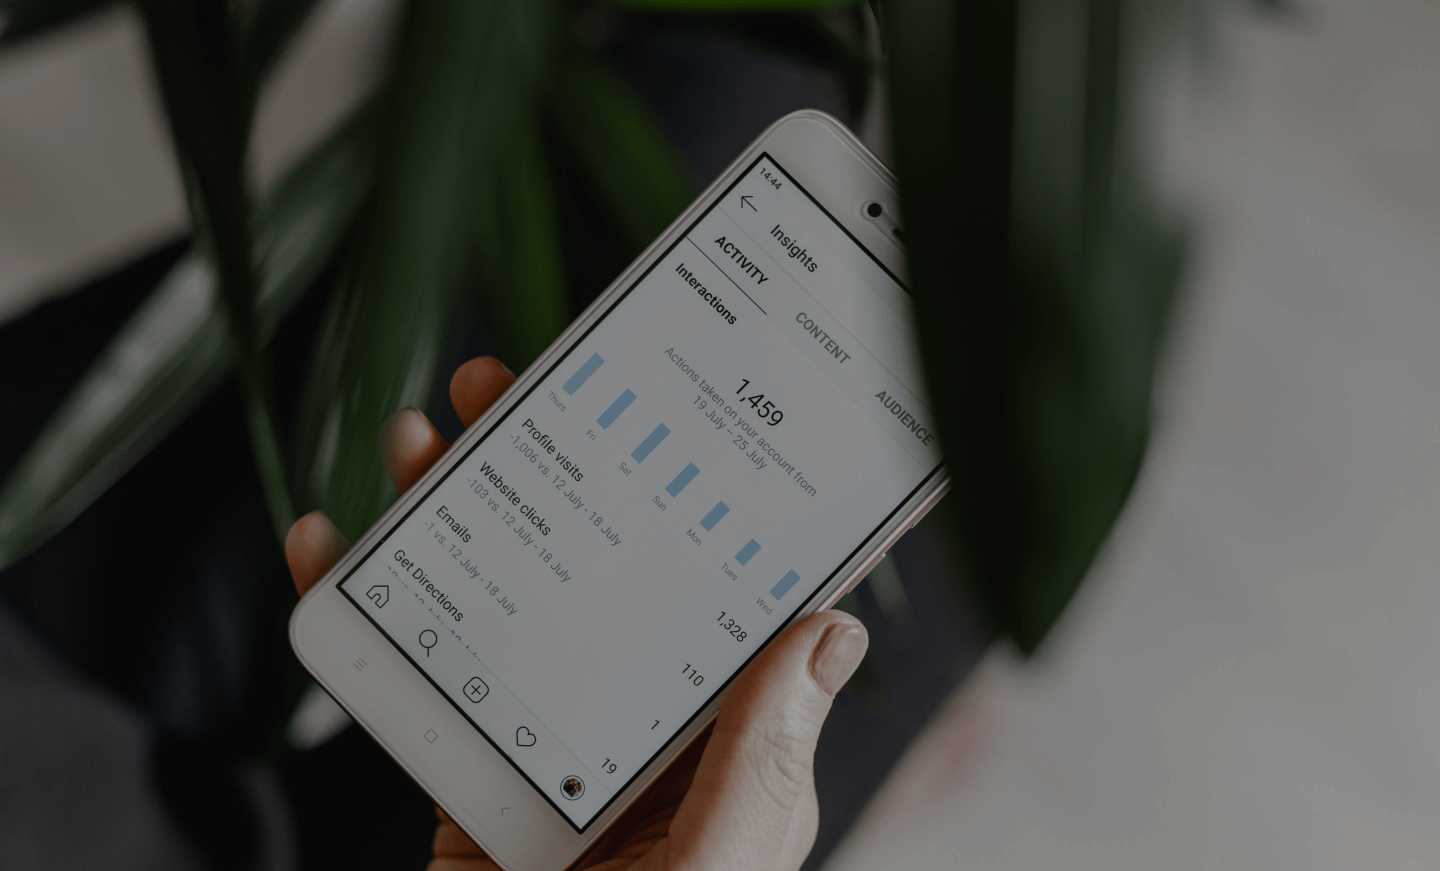 14:44
Insights
ACTIVITY
CONTENT
AUDIENCE
Interactions
1,459
Actions taken on your account from
19 July – 25 July
Thurs
Fri
Sat
Sun
Mon
Tues
Wed
Profile visits
1,328
-1,006 vs. 12 July - 18 July
Website clicks
110
-103 vs. 12 July - 18 July
Emails
1
-1 vs. 12 July - 18 July
Get Directions
19